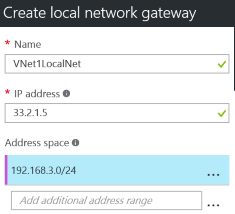 Create local network gateway
* Name
VNet1LocalNet
* IP address
33.2.1.5
Address space
192.168.3.0/24
...
Add additional address range
...